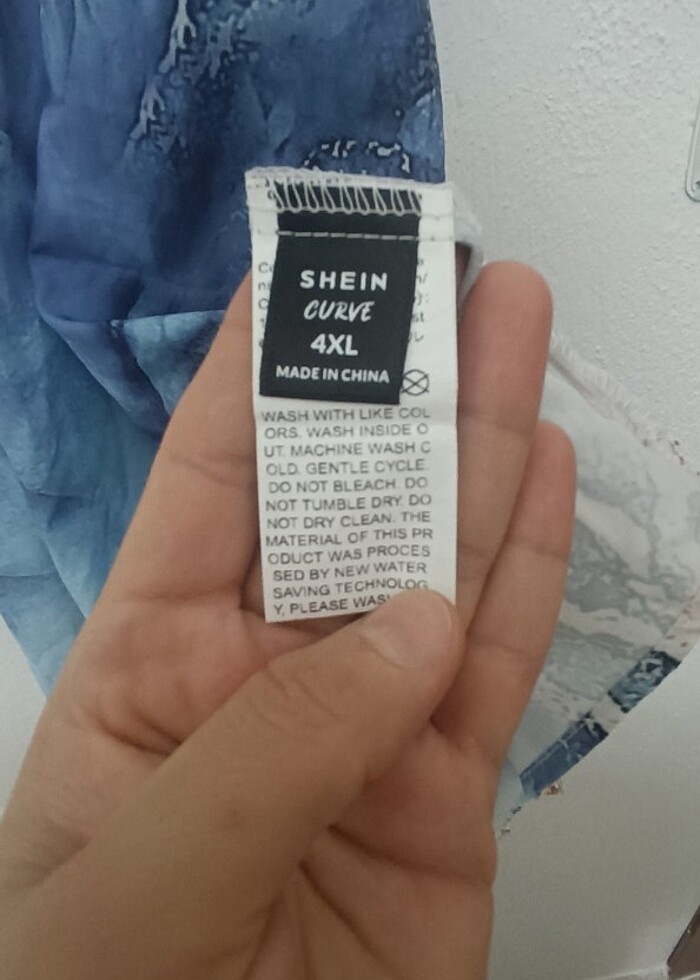 SHEIN
CURVE
4XL
MADE IN CHINA
WASH WITH LIKE COL
ORS. WASH INSIDE O
UT. MACHINE WASH C
OLD. GENTLE CYCLE.
DO NOT BLEACH. DO
NOT TUMBLE DRY. DO
NOT DRY CLEAN. THE
MATERIAL OF THIS PR
ODUCT WAS PROCES
SED BY NEW WATER
SAVING TECHNOLOG
Y, PLEASE